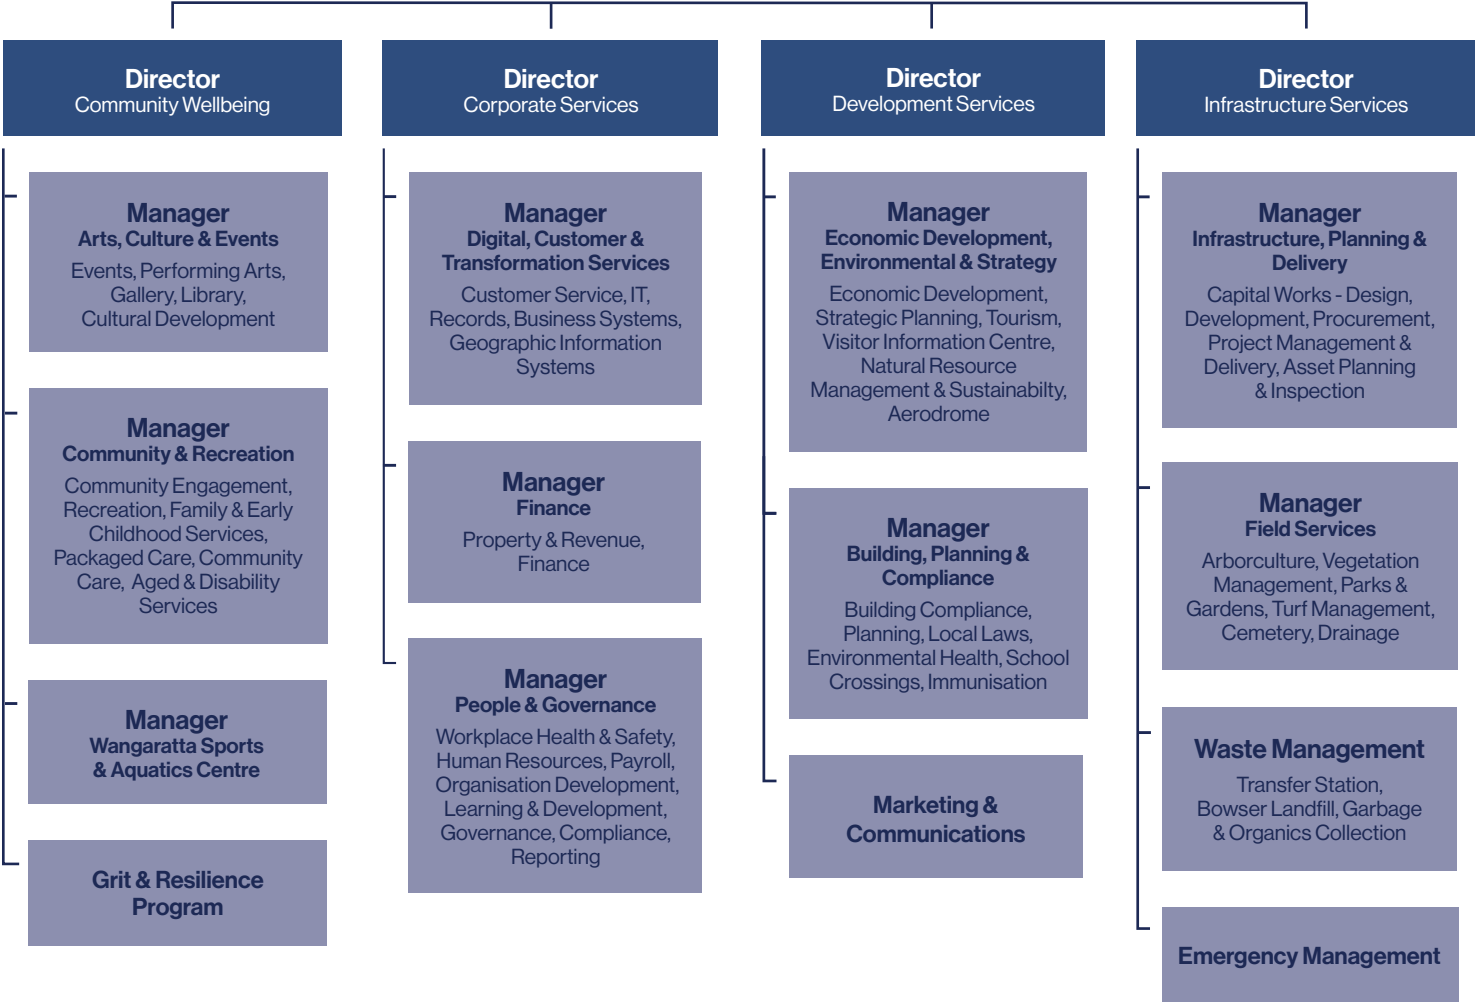 Director
Community Wellbeing
Manager
Arts, Culture & Events
Events, Performing Arts,
Gallery, Library,
Cultural Development
Manager
Community & Recreation
Community Engagement,
Recreation, Family & Early
Childhood Services,
Packaged Care, Community
Care, Aged & Disability
Services
Manager
Wangaratta Sports
& Aquatics Centre
Grit & Resilience
Program
Director
Corporate Services
Manager
Digital, Customer &
Transformation Services
Customer Service, IT,
Records, Business Systems,
Geographic Information
Systems
Manager
Finance
Property & Revenue,
Finance
Manager
People & Governance
Workplace Health & Safety,
Human Resources, Payroll,
Organisation Development,
Learning & Development,
Governance, Compliance,
Reporting
Director
Development Services
Manager
Economic Development,
Environmental & Strategy
Economic Development,
Strategic Planning, Tourism,
Visitor Information Centre,
Natural Resource
Management & Sustainabilty,
Aerodrome
Manager
Building, Planning &
Compliance
Building Compliance,
Planning, Local Laws,
Environmental Health, School
Crossings, Immunisation
Marketing &
Communications
Director
Infrastructure Services
Manager
Infrastructure, Planning &
Delivery
Capital Works - Design,
Development, Procurement,
Project Management &
Delivery, Asset Planning
& Inspection
Manager
Field Services
Arborculture, Vegetation
Management, Parks &
Gardens, Turf Management,
Cemetery, Drainage
Waste Management
Transfer Station,
Bowser Landfill, Garbage
& Organics Collection
Emergency Management